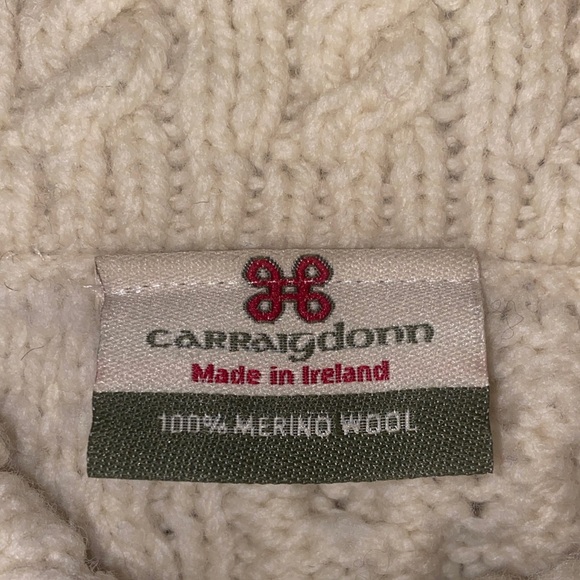 carraigdonn
Made in Ireland
100% MERINO WOOL